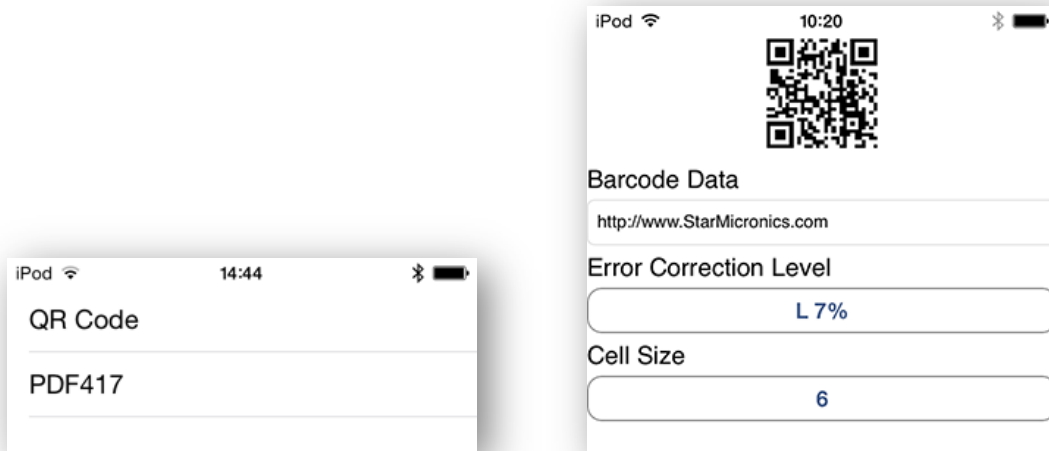 iPod 14:44
QR Code
PDF417
iPod 10:20
Barcode Data
http://www.StarMicronics.com
Error Correction Level
L 7%
Cell Size
6